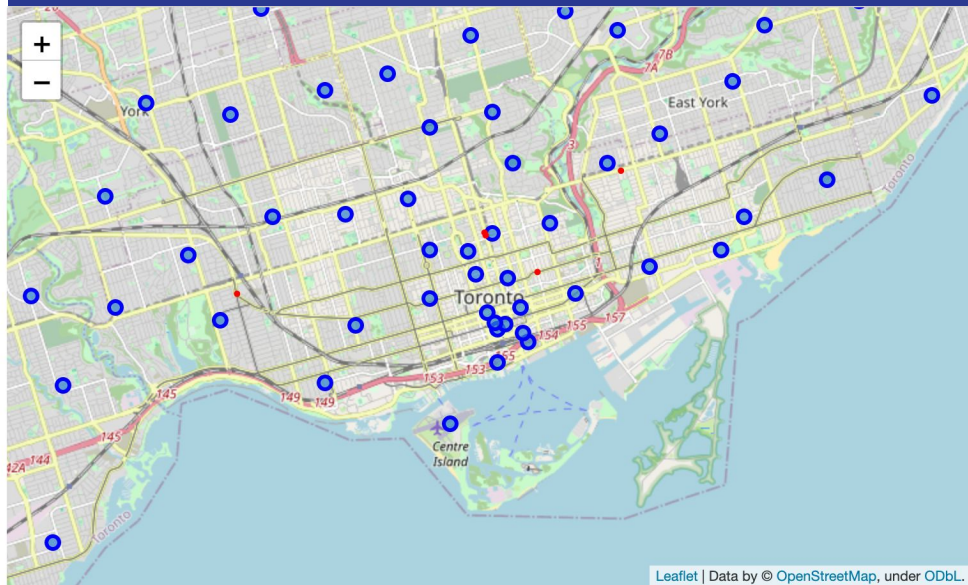 +
−
7B
7A
York
East York
3
Toronto
1
Toronto
157
155
154
155
153
153
149
149
145
145
144
42A
Centre
Island
Toronto
Leaflet | Data by © OpenStreetMap, under ODbL.